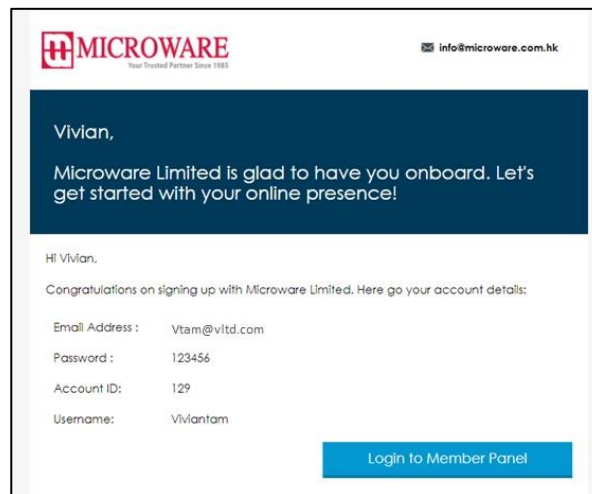 MICROWARE
Your Trusted Partner Since 1985
info@microware.com.hk
Vivian,
Microware Limited is glad to have you onboard. Let's
get started with your online presence!
Hi Vivian,
Congratulations on signing up with Microware Limited. Here go your account details:
Email Address : Vtam@vltd.com
Password : 123456
Account ID: 129
Username: Viviantam
Login to Member Panel